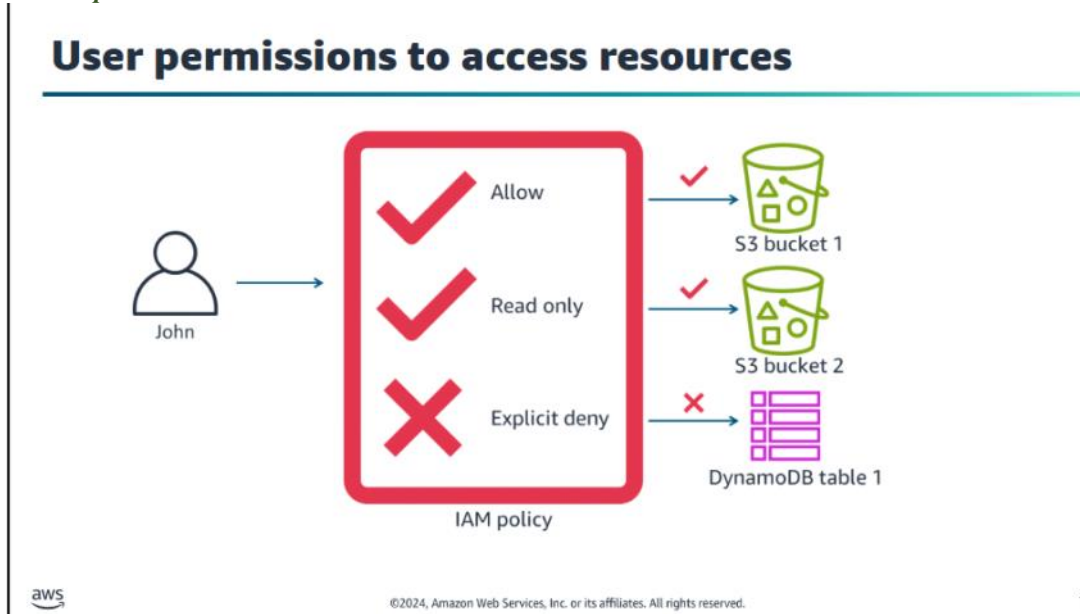 User permissions to access resources
Allow
S3 bucket 1
John
Read only
S3 bucket 2
Explicit deny
DynamoDB table 1
IAM policy
aws
©2024, Amazon Web Services, Inc. or its affiliates. All rights reserved.